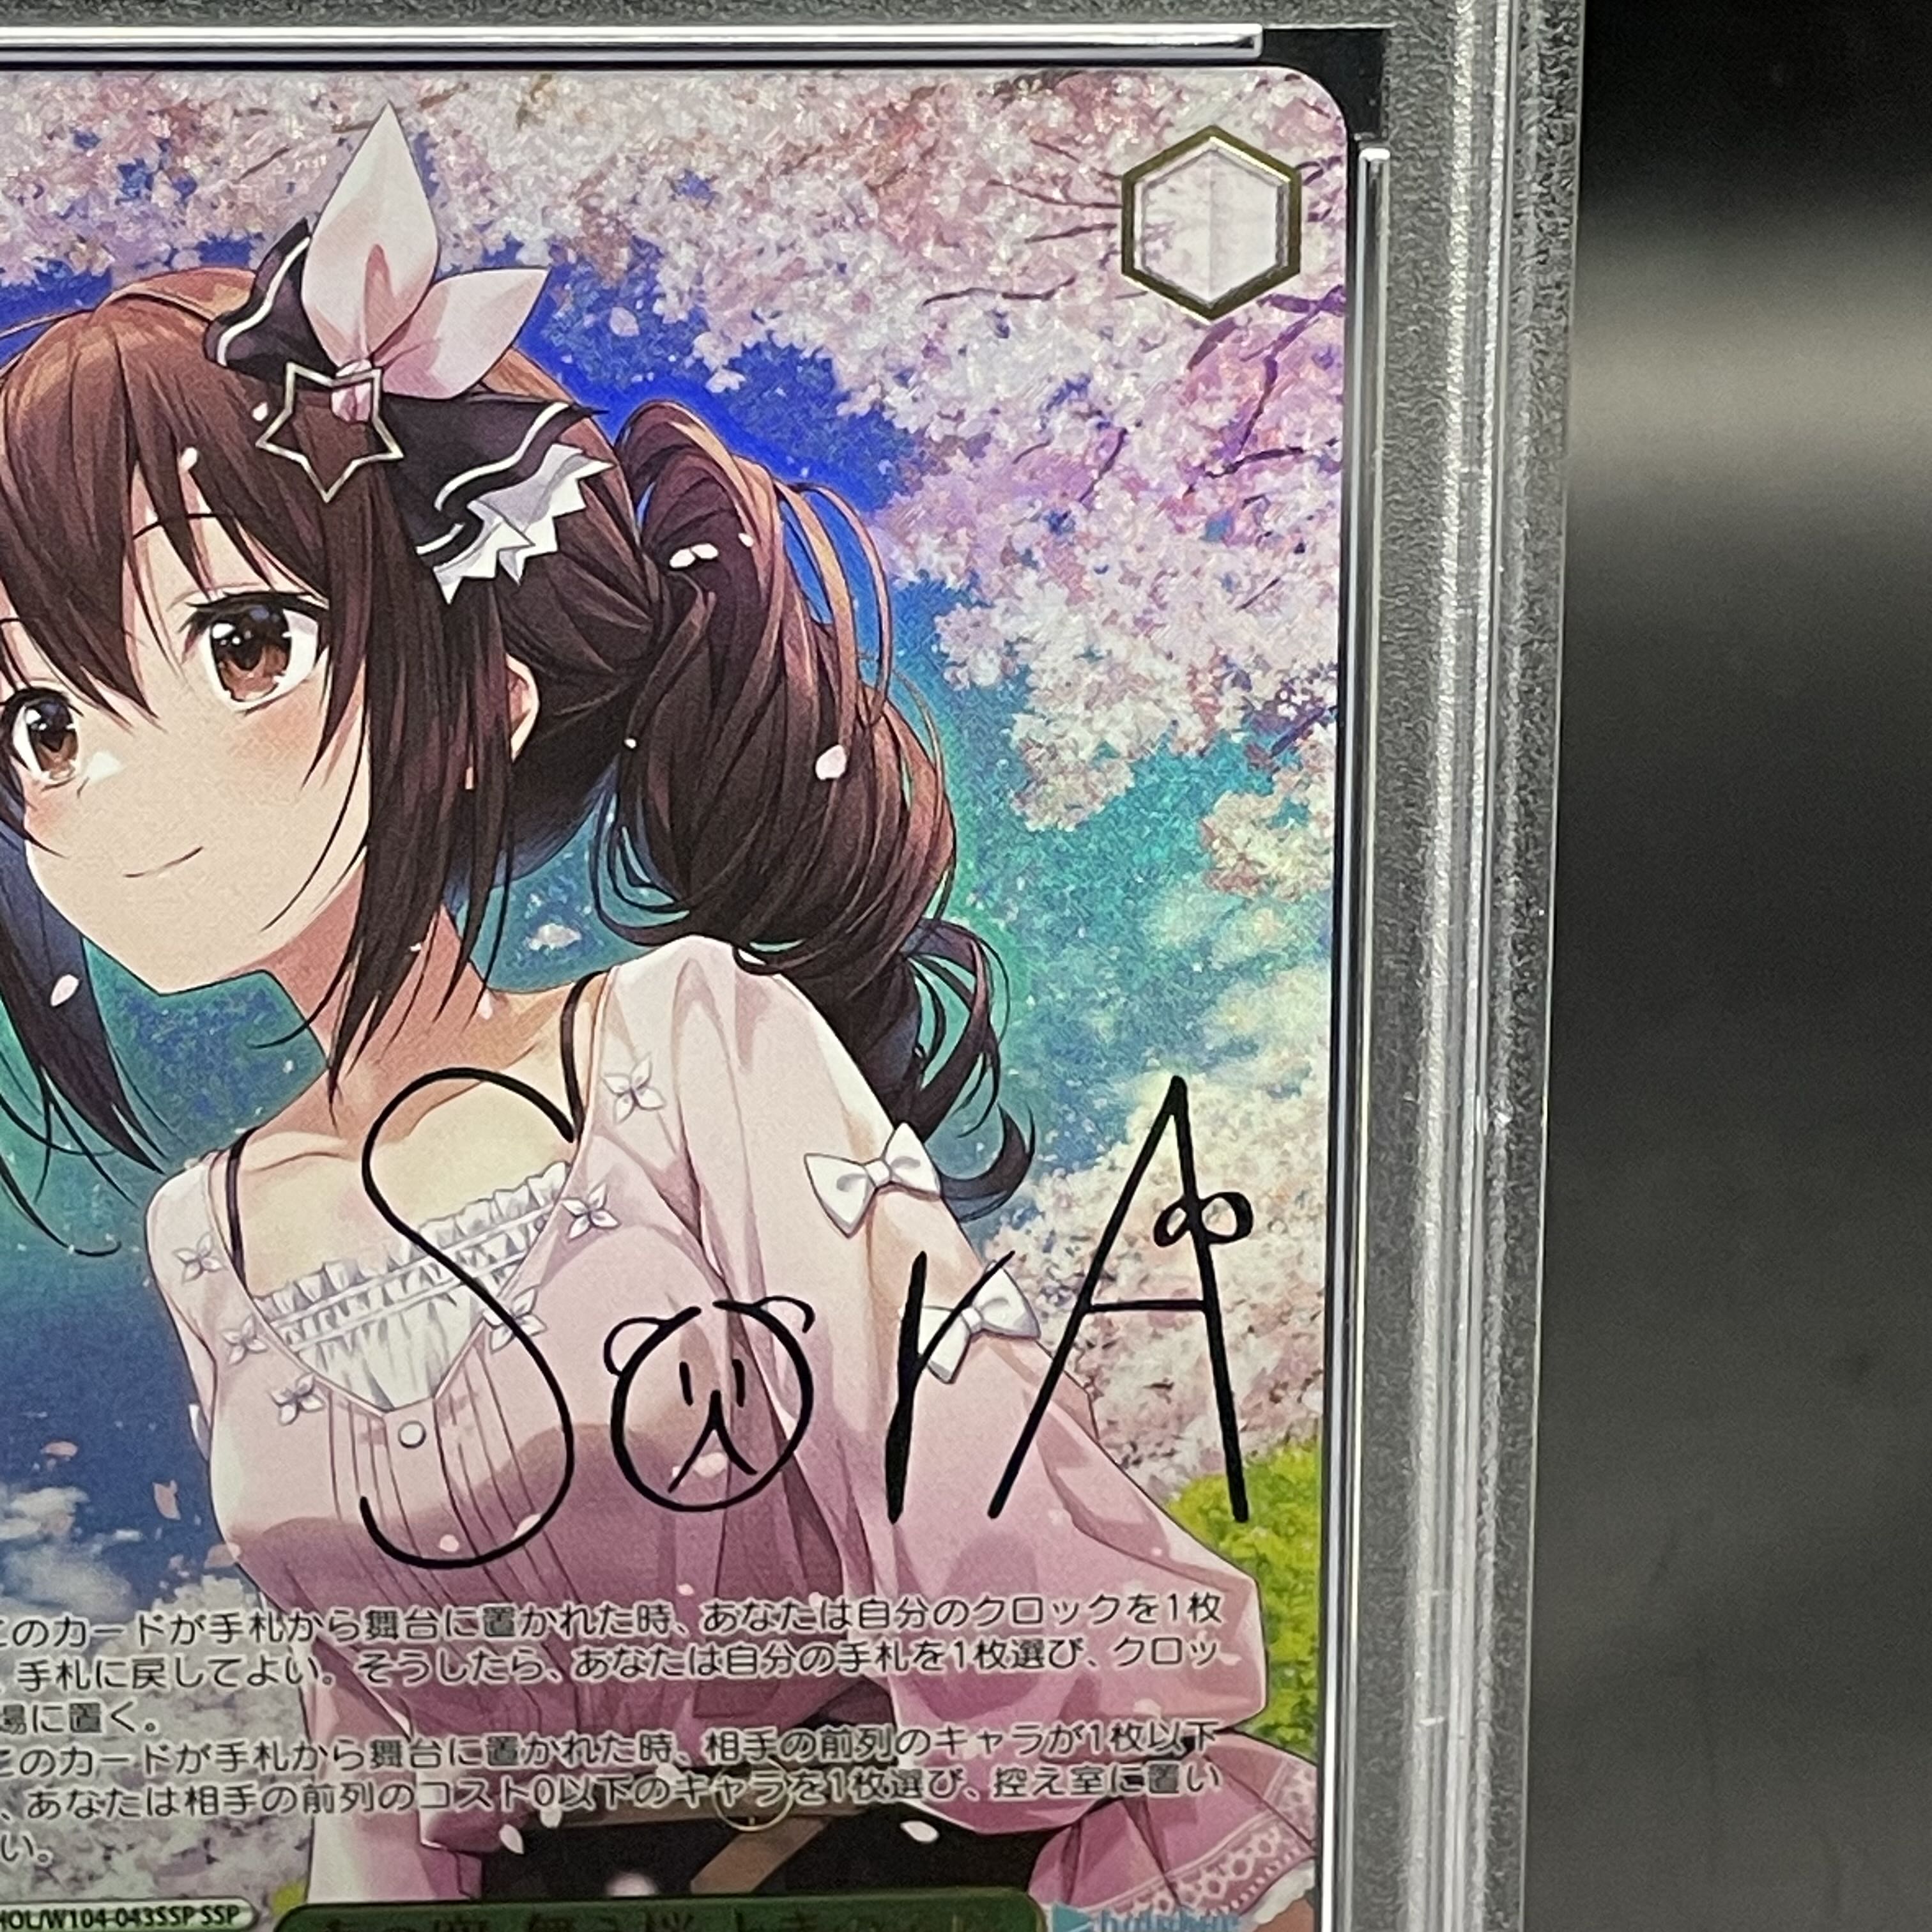 SorA
このカードが手札から舞台に置かれた時、あなたは自分のクロックを1枚
手札に戻してよい。そうしたら、あなたは自分の手札を1枚選び、クロッ
場に置く。
このカードが手札から舞台に置かれた時、相手の前列のキャラが1枚以下
、あなたは相手の前列のコスト0以下のキャラを1枚選び、控え室に置い
い。
HOL/W104-043SSP SSP